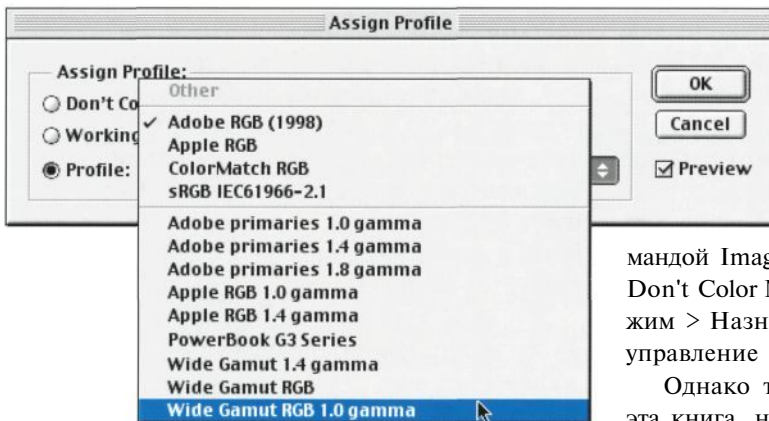 Assign Profile
Assign Profile:
Don't Co
Working
Profile:
Other
✓ Adobe RGB (1998)
Apple RGB
ColorMatch RGB
sRGB IEC61966-2.1
Adobe primaries 1.0 gamma
Adobe primaries 1.4 gamma
Adobe primaries 1.8 gamma
Apple RGB 1.0 gamma
Apple RGB 1.4 gamma
PowerBook G3 Series
Wide Gamut 1.4 gamma
Wide Gamut RGB
Wide Gamut RGB 1.0 gamma
OK
Cancel
Preview
мандой Imag
Don't Color
жим > Назн
управление
Однако
эта книга